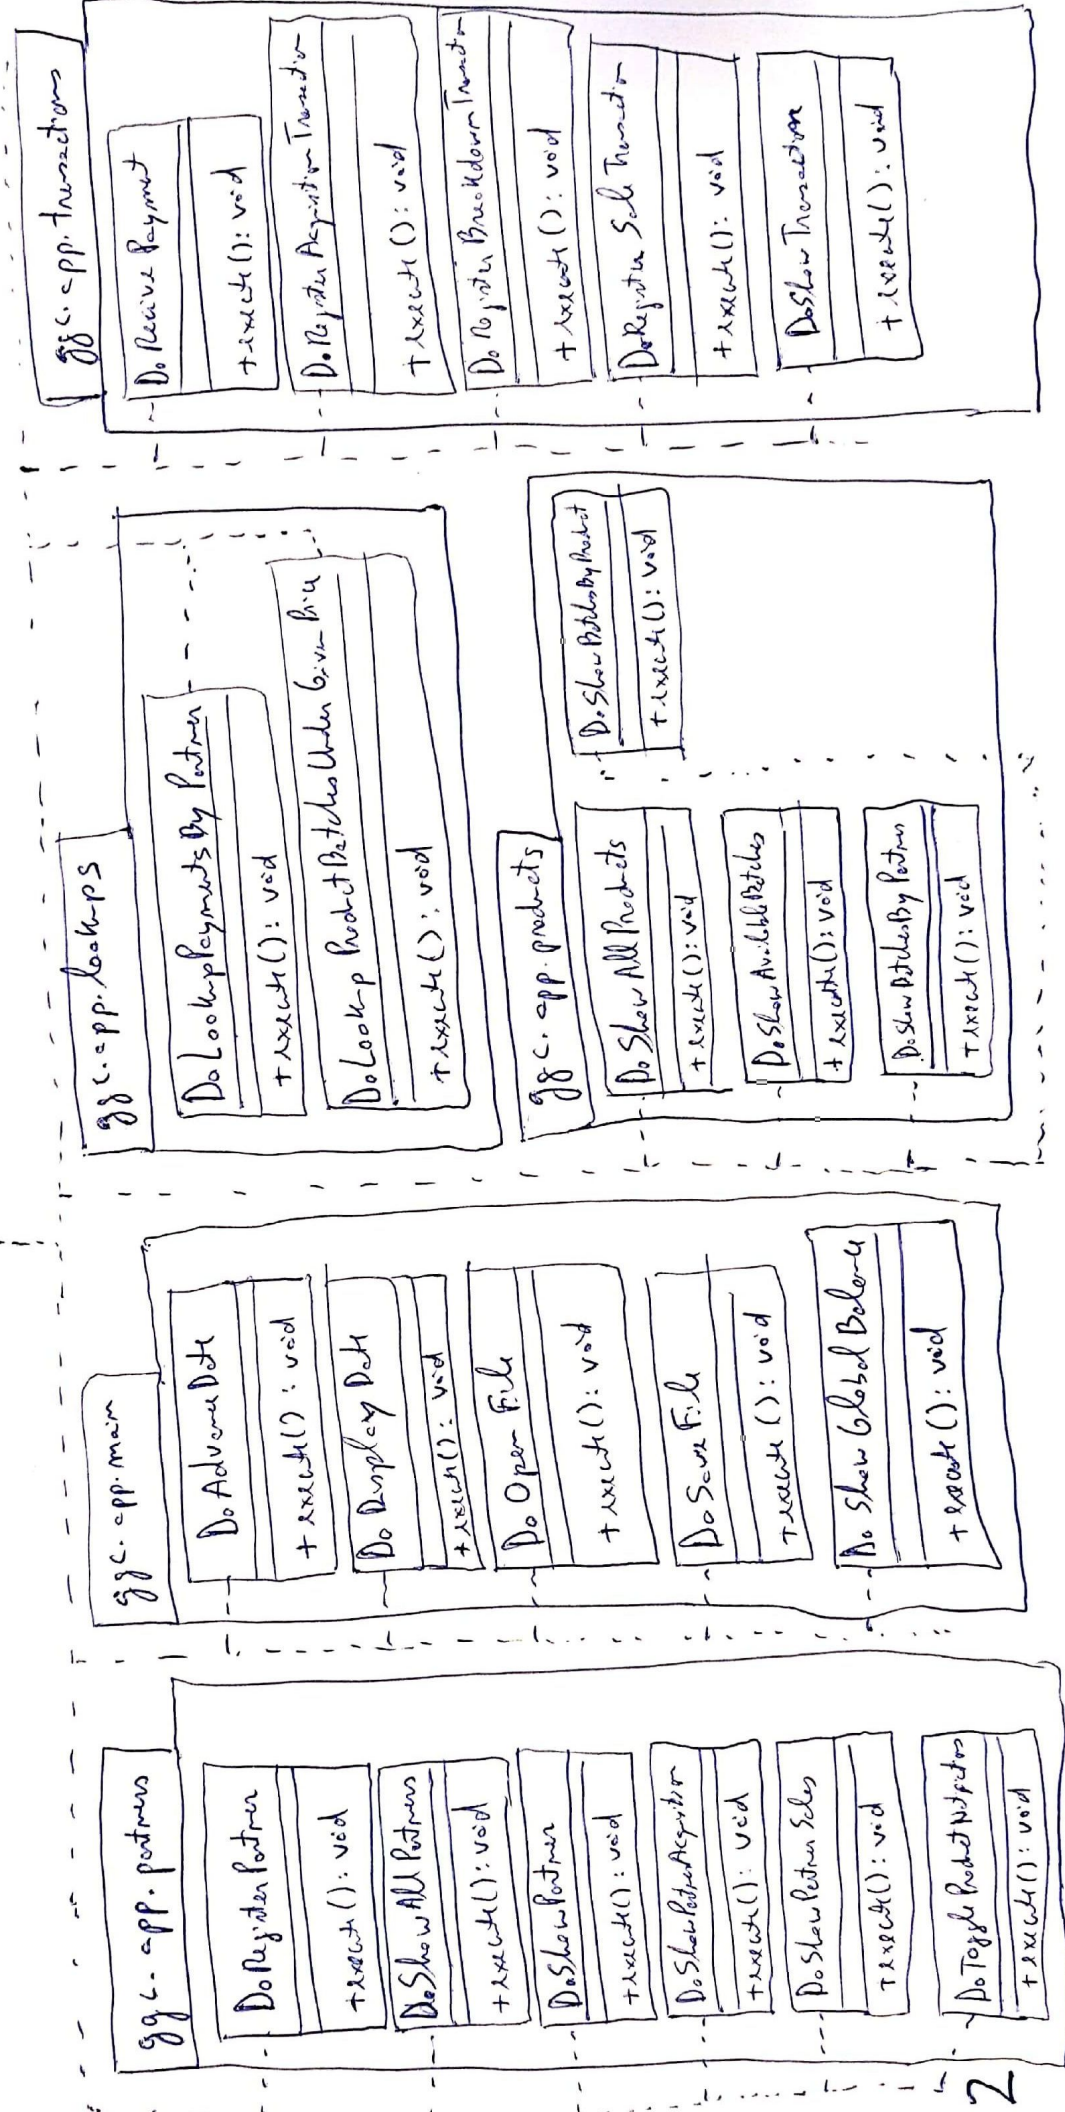 ggc.app.partners
DoRegisterPartner
+execute(): void
DoShowAllPartners
+execute(): void
DoShowPartner
+execute(): void
DoShowPartnerAcquisition
+execute(): void
DoShowPartnerSales
+execute(): void
DoToggleProductNotifictos
+execute(): void
2
ggc.app.main
DoAdvanceDate
+execute(): void
DoDisplayDate
+execute(): void
DoOpenFile
+execute(): void
DoSaveFile
+execute(): void
DoShowGlobalBalance
+execute(): void
ggc.app.lookups
DoLookupPaymentsByPartner
+execute(): void
DoLookupProductBatchesUnderGivenPrice
+execute(): void
ggc.app.products
DoShowAllProducts
+execute(): void
DoShowAvailableBatches
+execute(): void
DoShowBatchesByPartner
+execute(): void
DoShowBatchesByProduct
+execute(): void
ggc.app.transactions
DoReceivePayment
+execute(): void
DoRegisterAcquisitionTransaction
+execute(): void
DoRegisterBreakdownTransaction
+execute(): void
DoRegisterSaleTransaction
+execute(): void
DoShowTransaction
+execute(): void